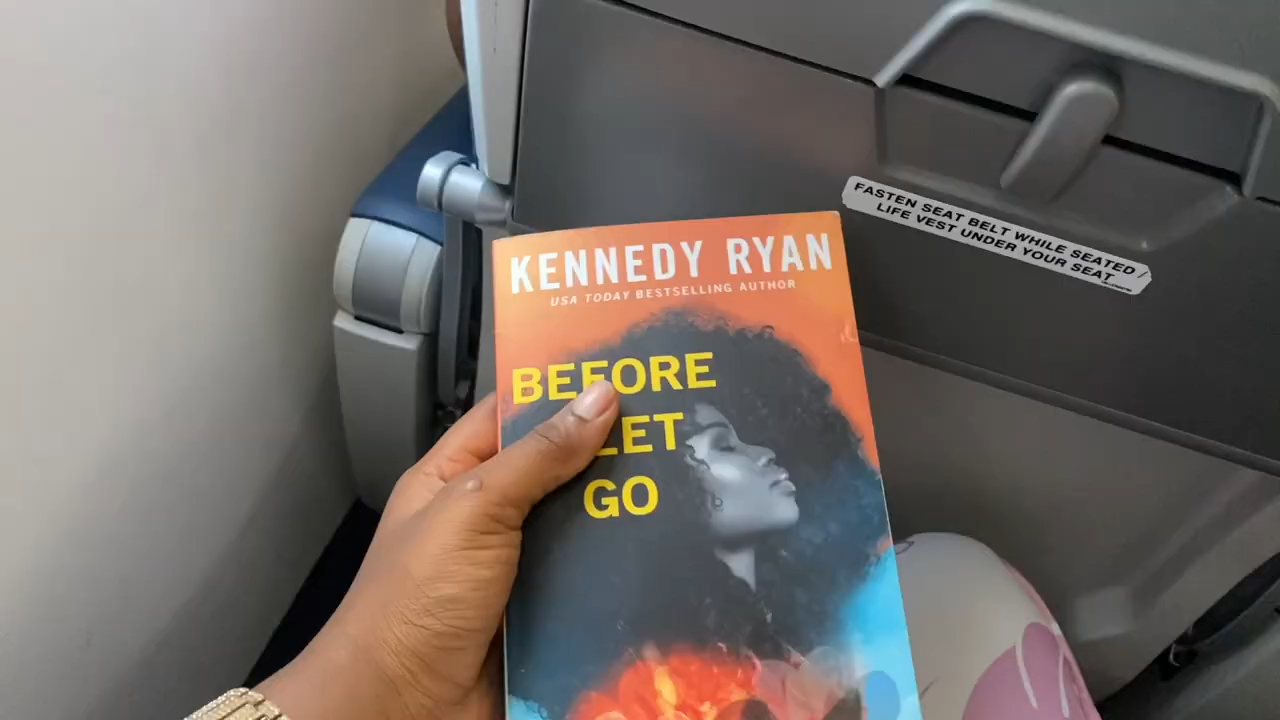 KENNEDY RYAN
USA TODAY BESTSELLING AUTHOR
BEFORE
LET
GO
FASTEN SEAT BELT WHILE SEATED /
LIFE VEST UNDER YOUR SEAT